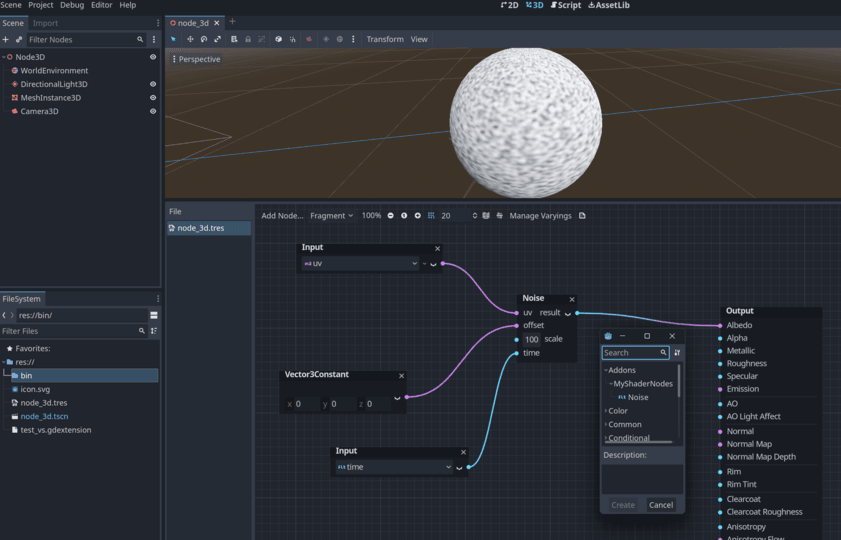 Scene Project Debug Editor Help
2D 3D Script AssetLib
Scene Import
Filter Nodes
Node3D
WorldEnvironment
DirectionalLight3D
MeshInstance3D
Camera3D
FileSystem
res://bin/
Filter Files
Favorites:
res://
bin
icon.svg
node_3d.tres
node_3d.tscn
test_vs.gdextension
node_3d
Transform View
Perspective
File
node_3d.tres
Add Node... Fragment 100% 20 Manage Varyings
Input
uv
Vector3Constant
x 0 y 0 z 0
Input
time
Noise
uv result
offset
100 scale
time
Search
Addons
MyShaderNodes
Noise
Color
Common
Conditional
Description:
Create Cancel
Output
Albedo
Alpha
Metallic
Roughness
Specular
Emission
AO
AO Light Affect
Normal
Normal Map
Normal Map Depth
Rim
Rim Tint
Clearcoat
Clearcoat Roughness
Anisotropy
Anisotropy Flow